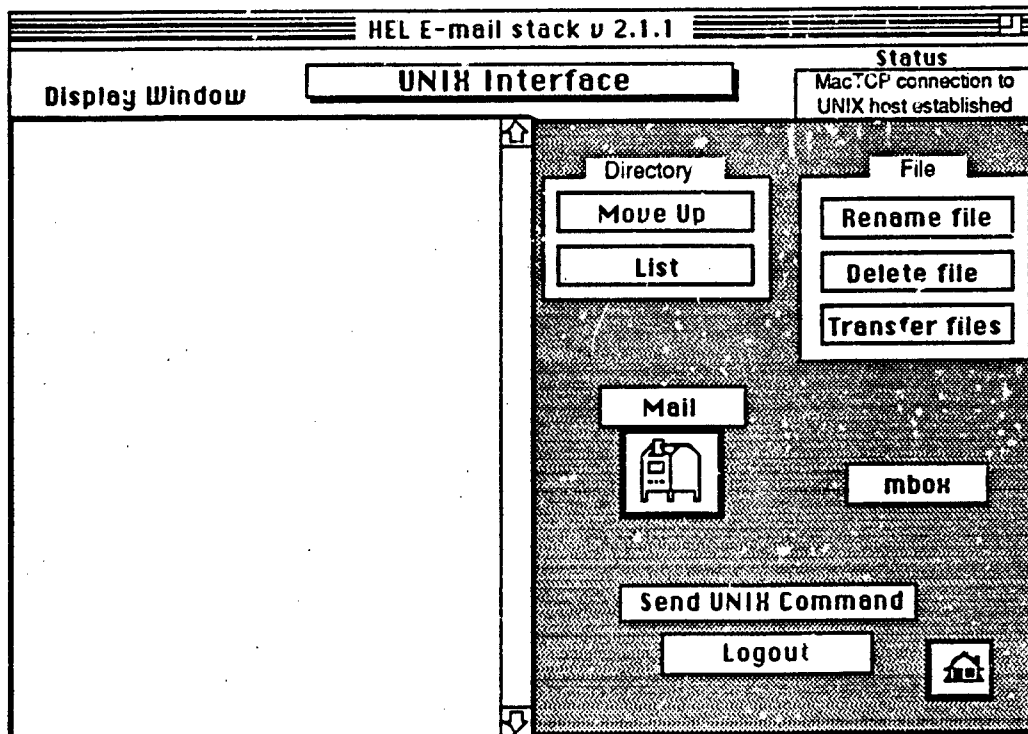 HEL E-mail stack v 2.1.1
Status
UNIX Interface
MacTCP connection to
UNIX host established
Display Window
Directory
Move Up
List
File
Rename file
Delete file
Transfer files
Mail
mbox
Send UNIX Command
Logout